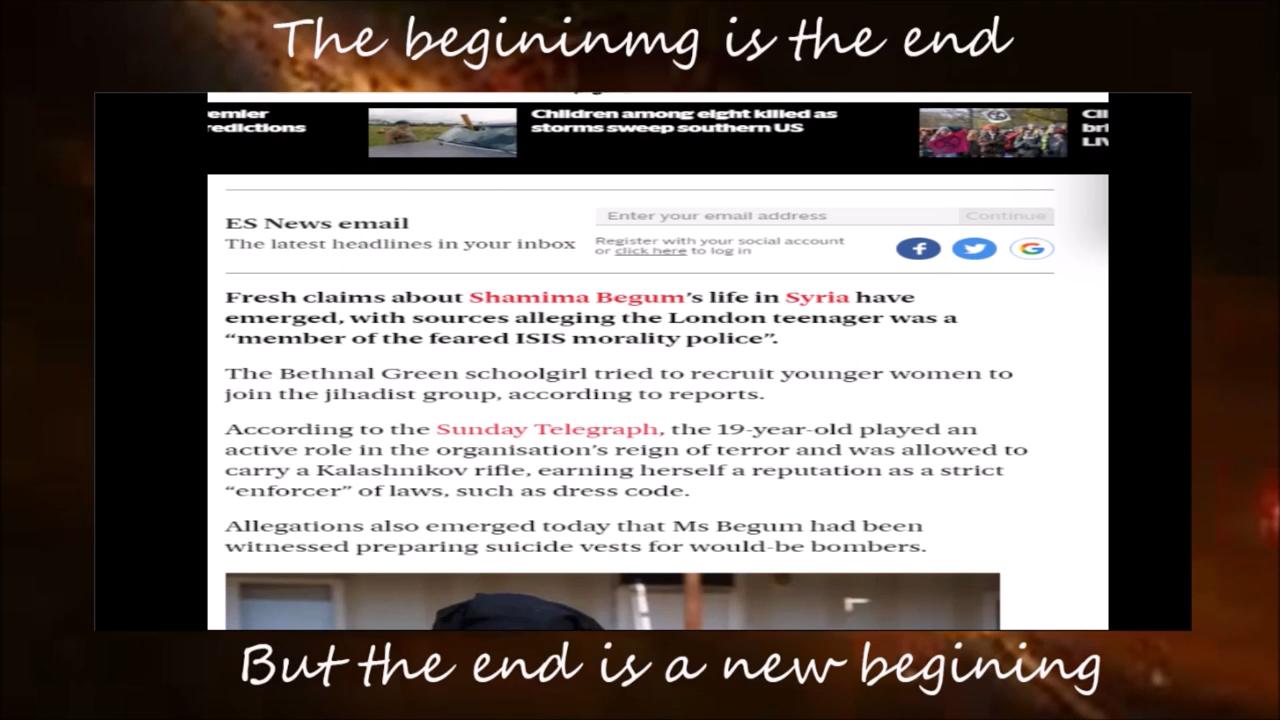 The begininmg is the end
emier
redictions
Children among eight killed as
storms sweep southern US
ES News email
The latest headlines in your inbox
Enter your email address
Continue
Register with your social account
or click here to log in
Fresh claims about Shamima Begum's life in Syria have
emerged, with sources alleging the London teenager was a
“member of the feared ISIS morality police”.
The Bethnal Green schoolgirl tried to recruit younger women to
join the jihadist group, according to reports.
According to the Sunday Telegraph, the 19-year-old played an
active role in the organisation's reign of terror and was allowed to
carry a Kalashnikov rifle, earning herself a reputation as a strict
“enforcer” of laws, such as dress code.
Allegations also emerged today that Ms Begum had been
witnessed preparing suicide vests for would-be bombers.
But the end is a new begining